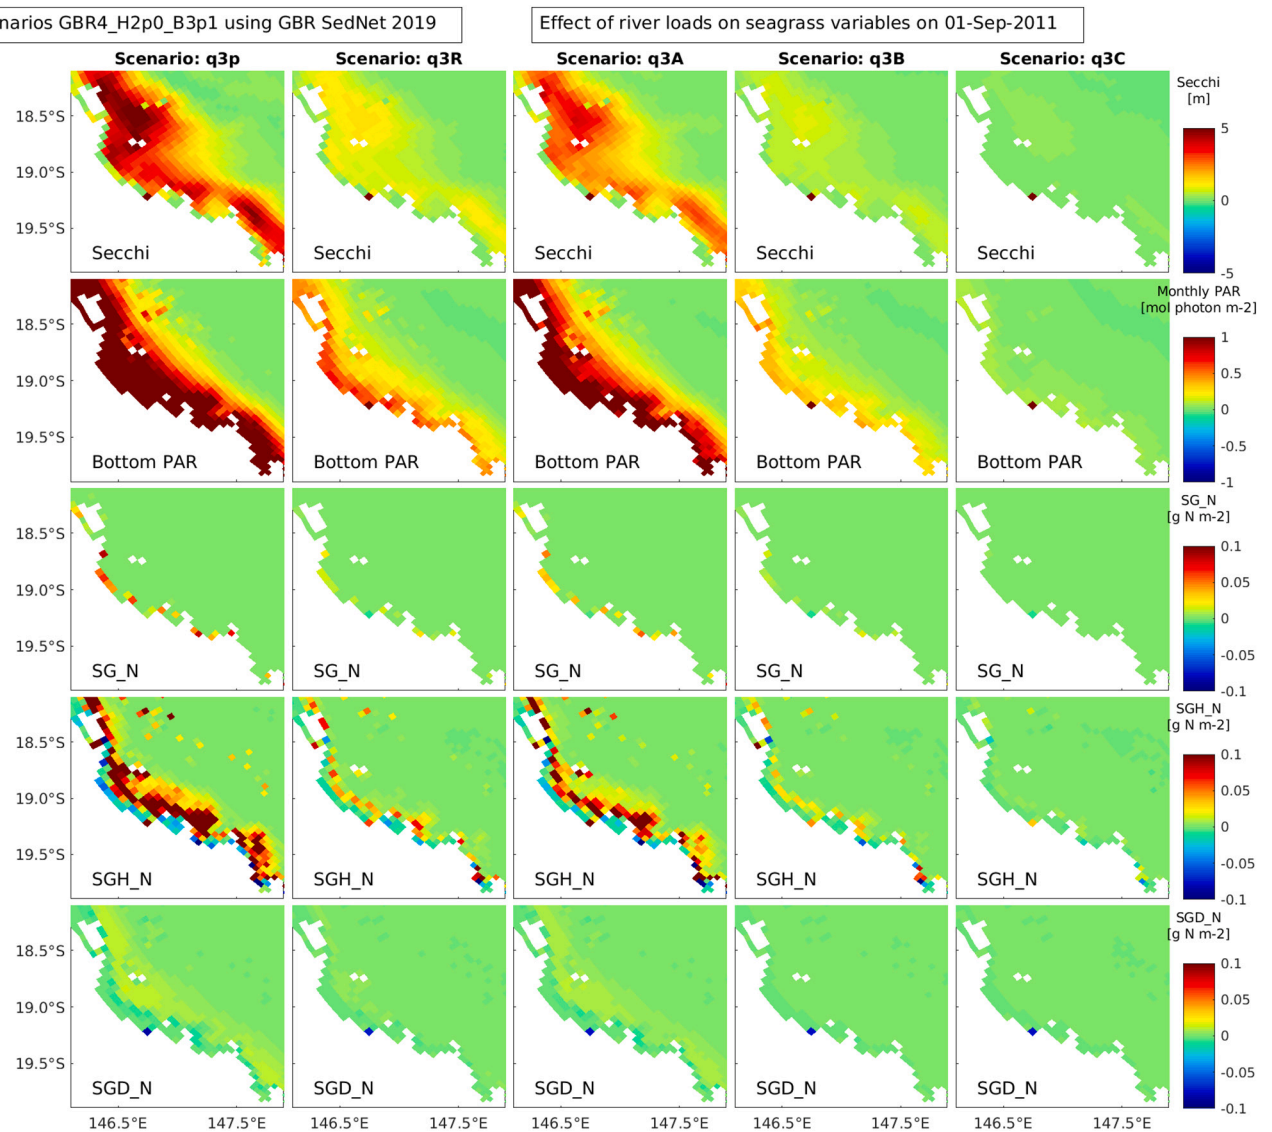 narios GBR4_H2p0_B3p1 using GBR SedNet 2019
Effect of river loads on seagrass variables on 01-Sep-2011
Scenario: q3p Scenario: q3R Scenario: q3A Scenario: q3B Scenario: q3C
Secchi
[m]
18.5°S
19.0°S
19.5°S
5
0
-5
Secchi Secchi Secchi Secchi Secchi
Monthly PAR
[mol photon m-2]
18.5°S
19.0°S
19.5°S
1
0.5
0
-0.5
-1
Bottom PAR Bottom PAR Bottom PAR Bottom PAR Bottom PAR
SG_N
[g N m-2]
18.5°S
19.0°S
19.5°S
0.1
0.05
0
-0.05
-0.1
SG_N SG_N SG_N SG_N SG_N
SGH_N
[g N m-2]
18.5°S
19.0°S
19.5°S
0.1
0.05
0
-0.05
-0.1
SGH_N SGH_N SGH_N SGH_N SGH_N
SGD_N
[g N m-2]
18.5°S
19.0°S
19.5°S
0.1
0.05
0
-0.05
-0.1
SGD_N SGD_N SGD_N SGD_N SGD_N
146.5°E 147.5°E 146.5°E 147.5°E 146.5°E 147.5°E 146.5°E 147.5°E 146.5°E 147.5°E